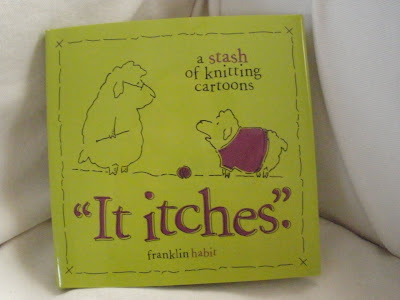 a stash
of knitting
cartoons
"It itches".
franklin habit